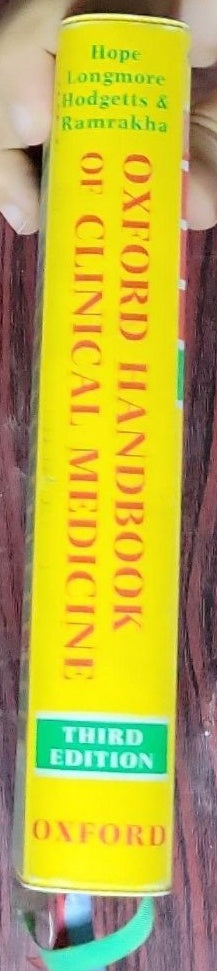 Hope
Longmore
Hodgetts &
Ramrakha
OXFORD HANDBOOK
OF CLINICAL MEDICINE
THIRD
EDITION
OXFORD